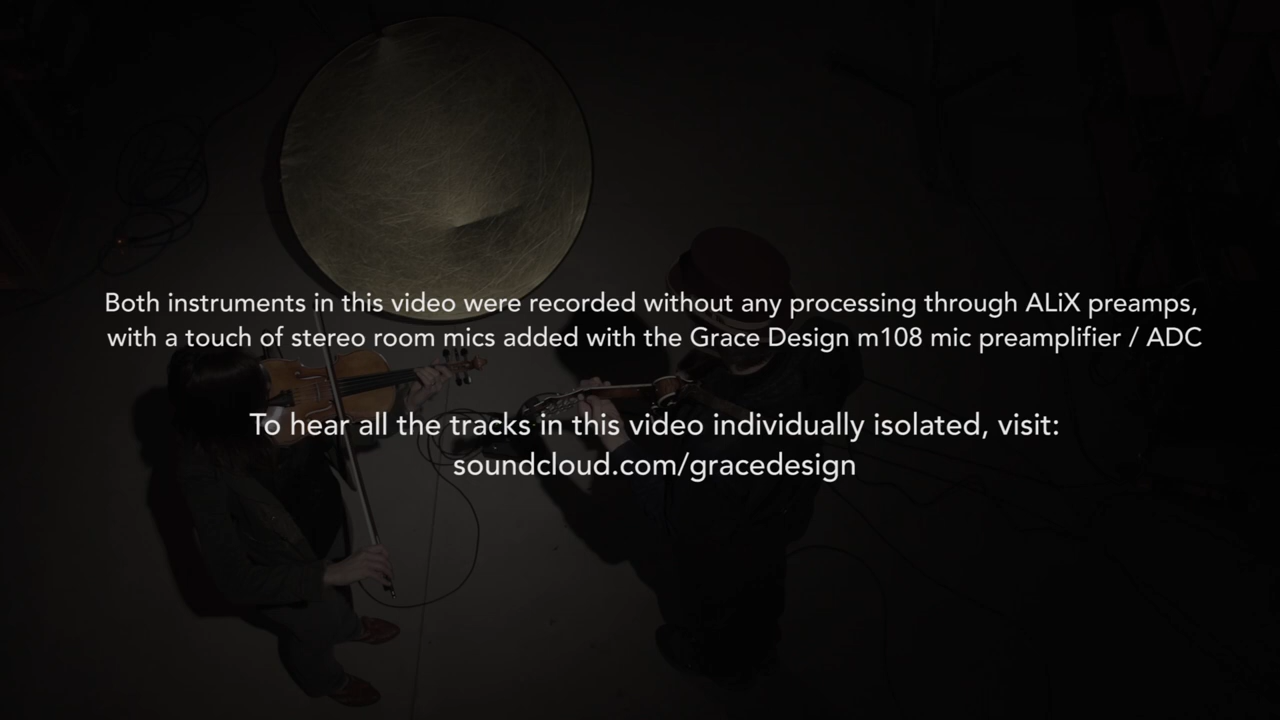 Both instruments in this video were recorded without any processing through ALiX preamps,
with a touch of stereo room mics added with the Grace Design m108 mic preamplifier / ADC
To hear all the tracks in this video individually isolated, visit:
soundcloud.com/gracedesign